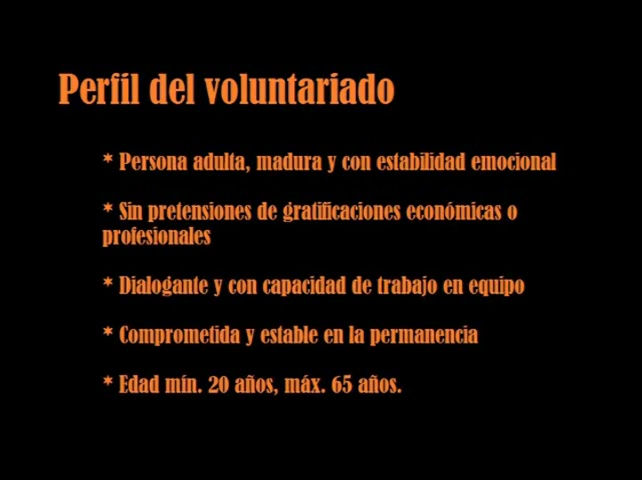 Perfil del voluntariado
* Persona adulta, madura y con estabilidad emocional
* Sin pretensiones de gratificaciones económicas o
profesionales
* Dialogante y con capacidad de trabajo en equipo
* Comprometida y estable en la permanencia
* Edad mín. 20 años, máx. 65 años.